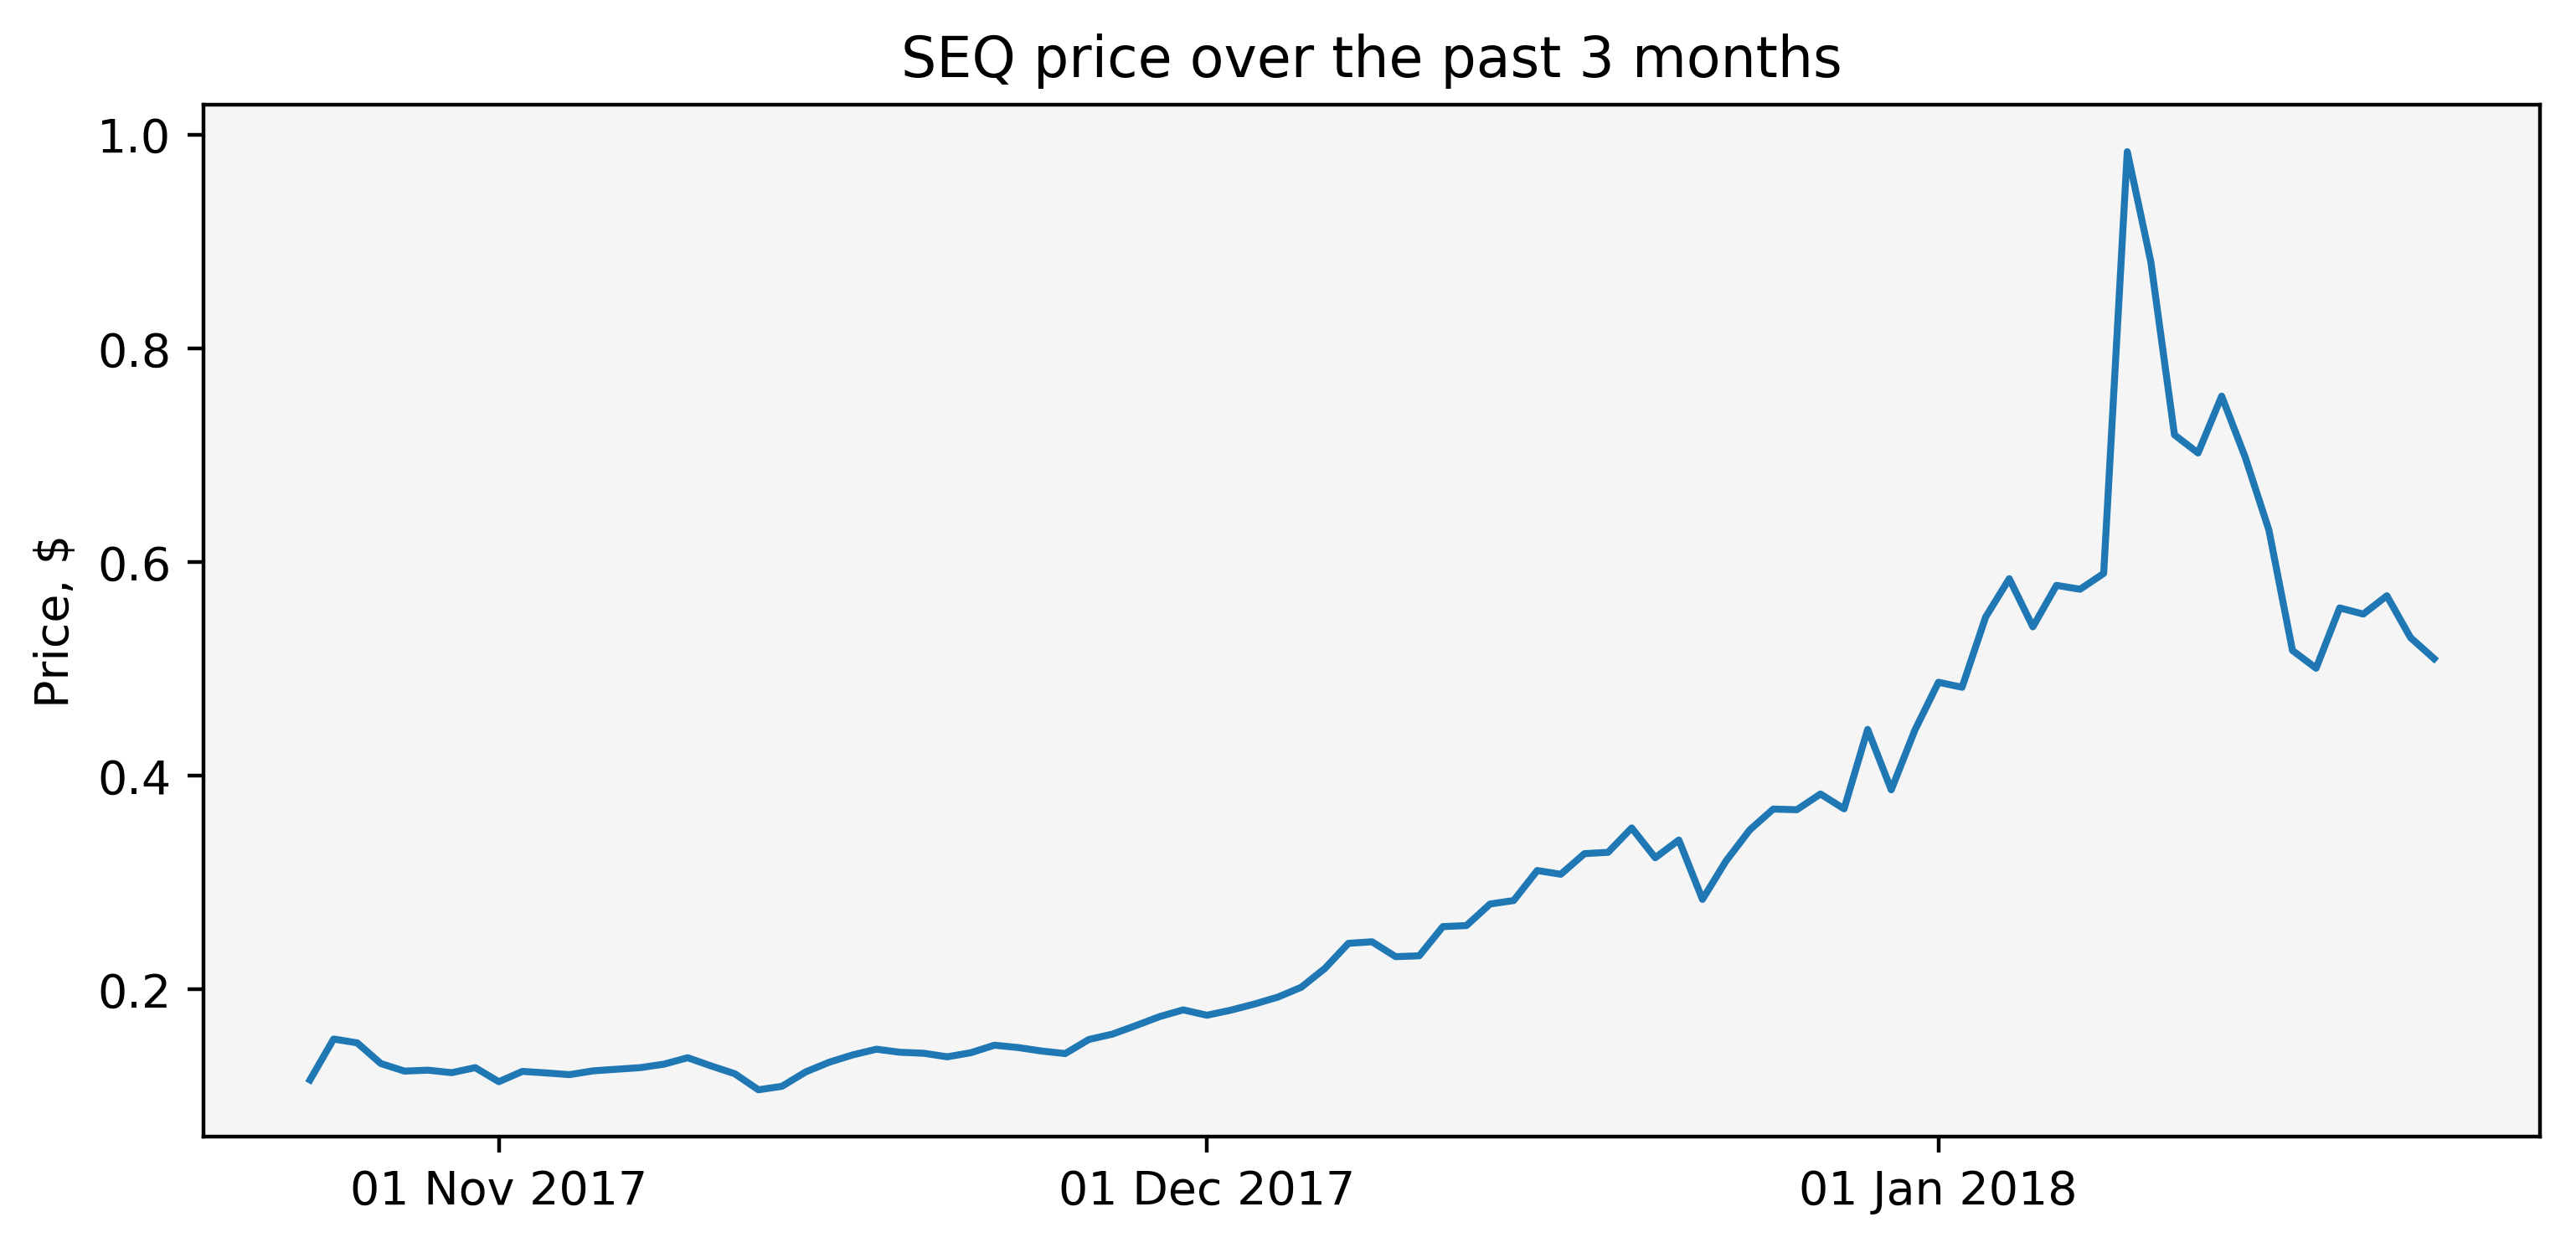 SEQ price over the past 3 months
1.0
0.8
0.6
0.4
0.2
Price, $
01 Nov 2017
01 Dec 2017
01 Jan 2018